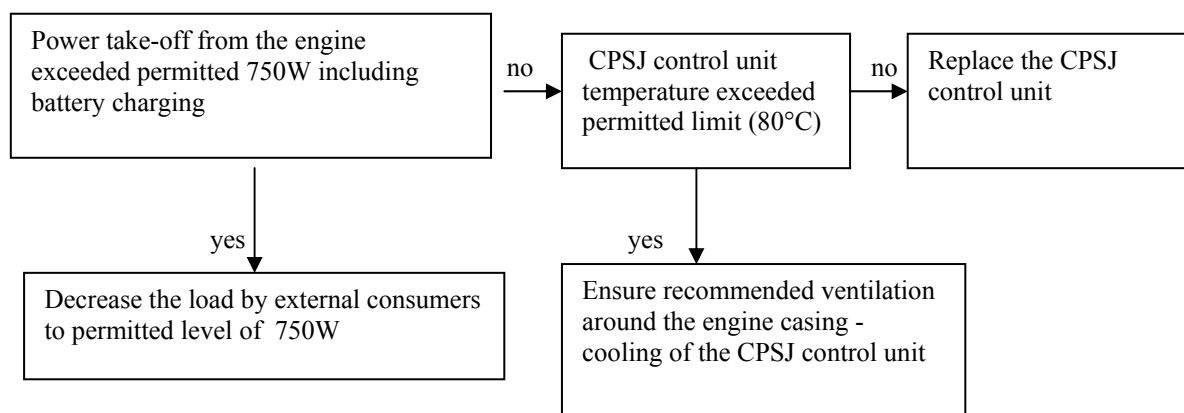 Power take-off from the engine
exceeded permitted 750W including
battery charging
no
CPSJ control unit
temperature exceeded
permitted limit (80°C)
no
Replace the CPSJ
control unit
yes
Decrease the load by external consumers
to permitted level of 750W
yes
Ensure recommended ventilation
around the engine casing -
cooling of the CPSJ control unit